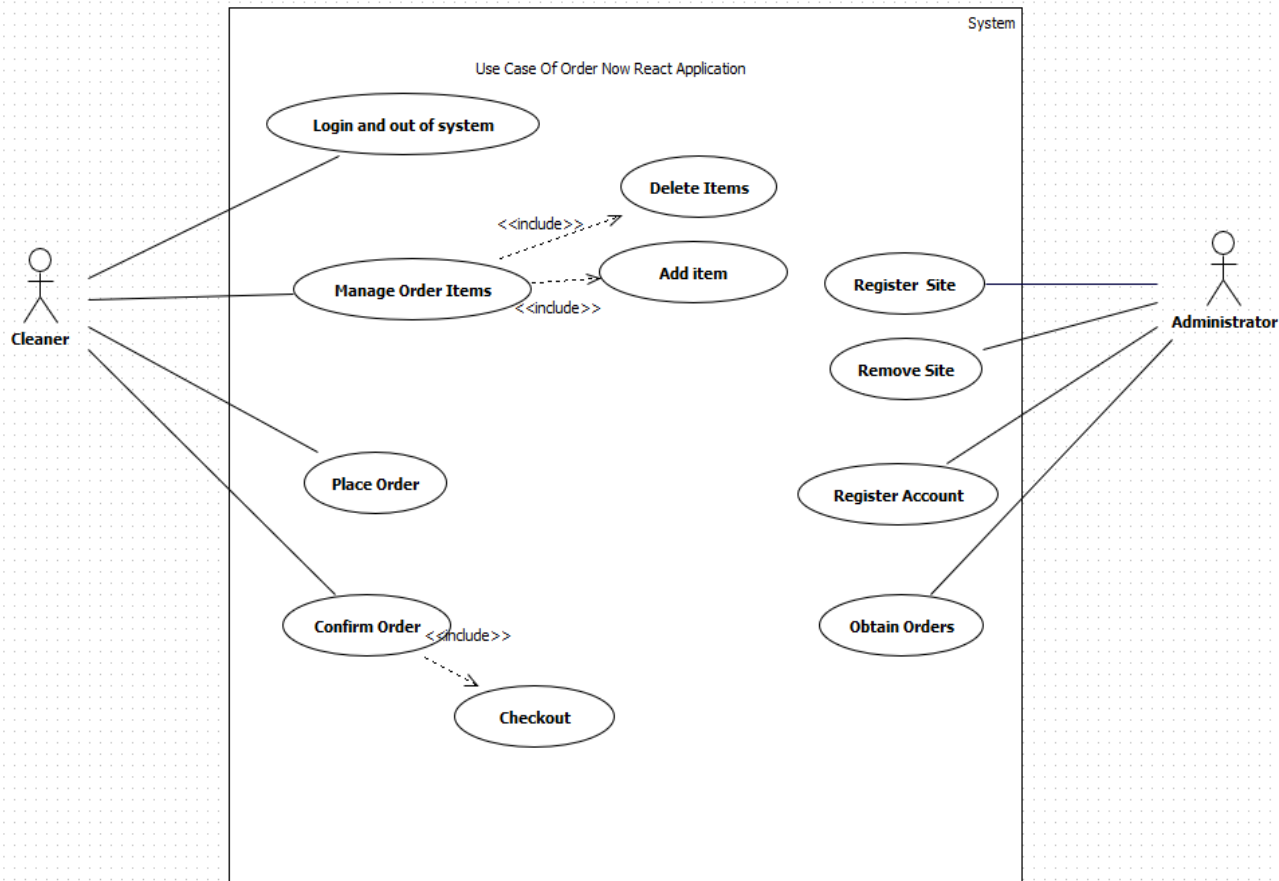 System
Use Case Of Order Now React Application
Login and out of system
Delete Items
<<include>>
Add item
Manage Order Items
<<include>>
Register  Site
Cleaner
Administrator
Remove Site
Place Order
Register Account
Confirm Order
<<include>>
Obtain Orders
Checkout